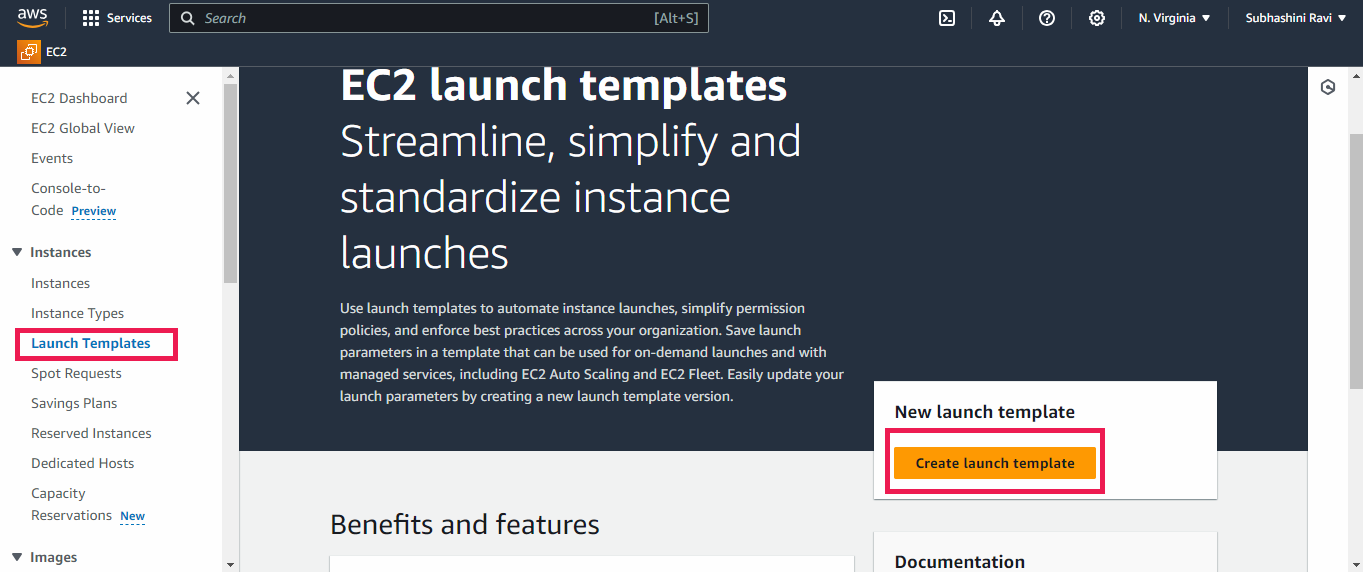 aws
Services
Search
[Alt+S]
N. Virginia
Subhashini Ravi
EC2
EC2 Dashboard
EC2 Global View
Events
Console-to-
Code Preview
Instances
Instances
Instance Types
Launch Templates
Spot Requests
Savings Plans
Reserved Instances
Dedicated Hosts
Capacity
Reservations New
Images
EC2 launch templates
Streamline, simplify and
standardize instance
launches
Use launch templates to automate instance launches, simplify permission
policies, and enforce best practices across your organization. Save launch
parameters in a template that can be used for on-demand launches and with
managed services, including EC2 Auto Scaling and EC2 Fleet. Easily update your
launch parameters by creating a new launch template version.
New launch template
Create launch template
Benefits and features
Documentation